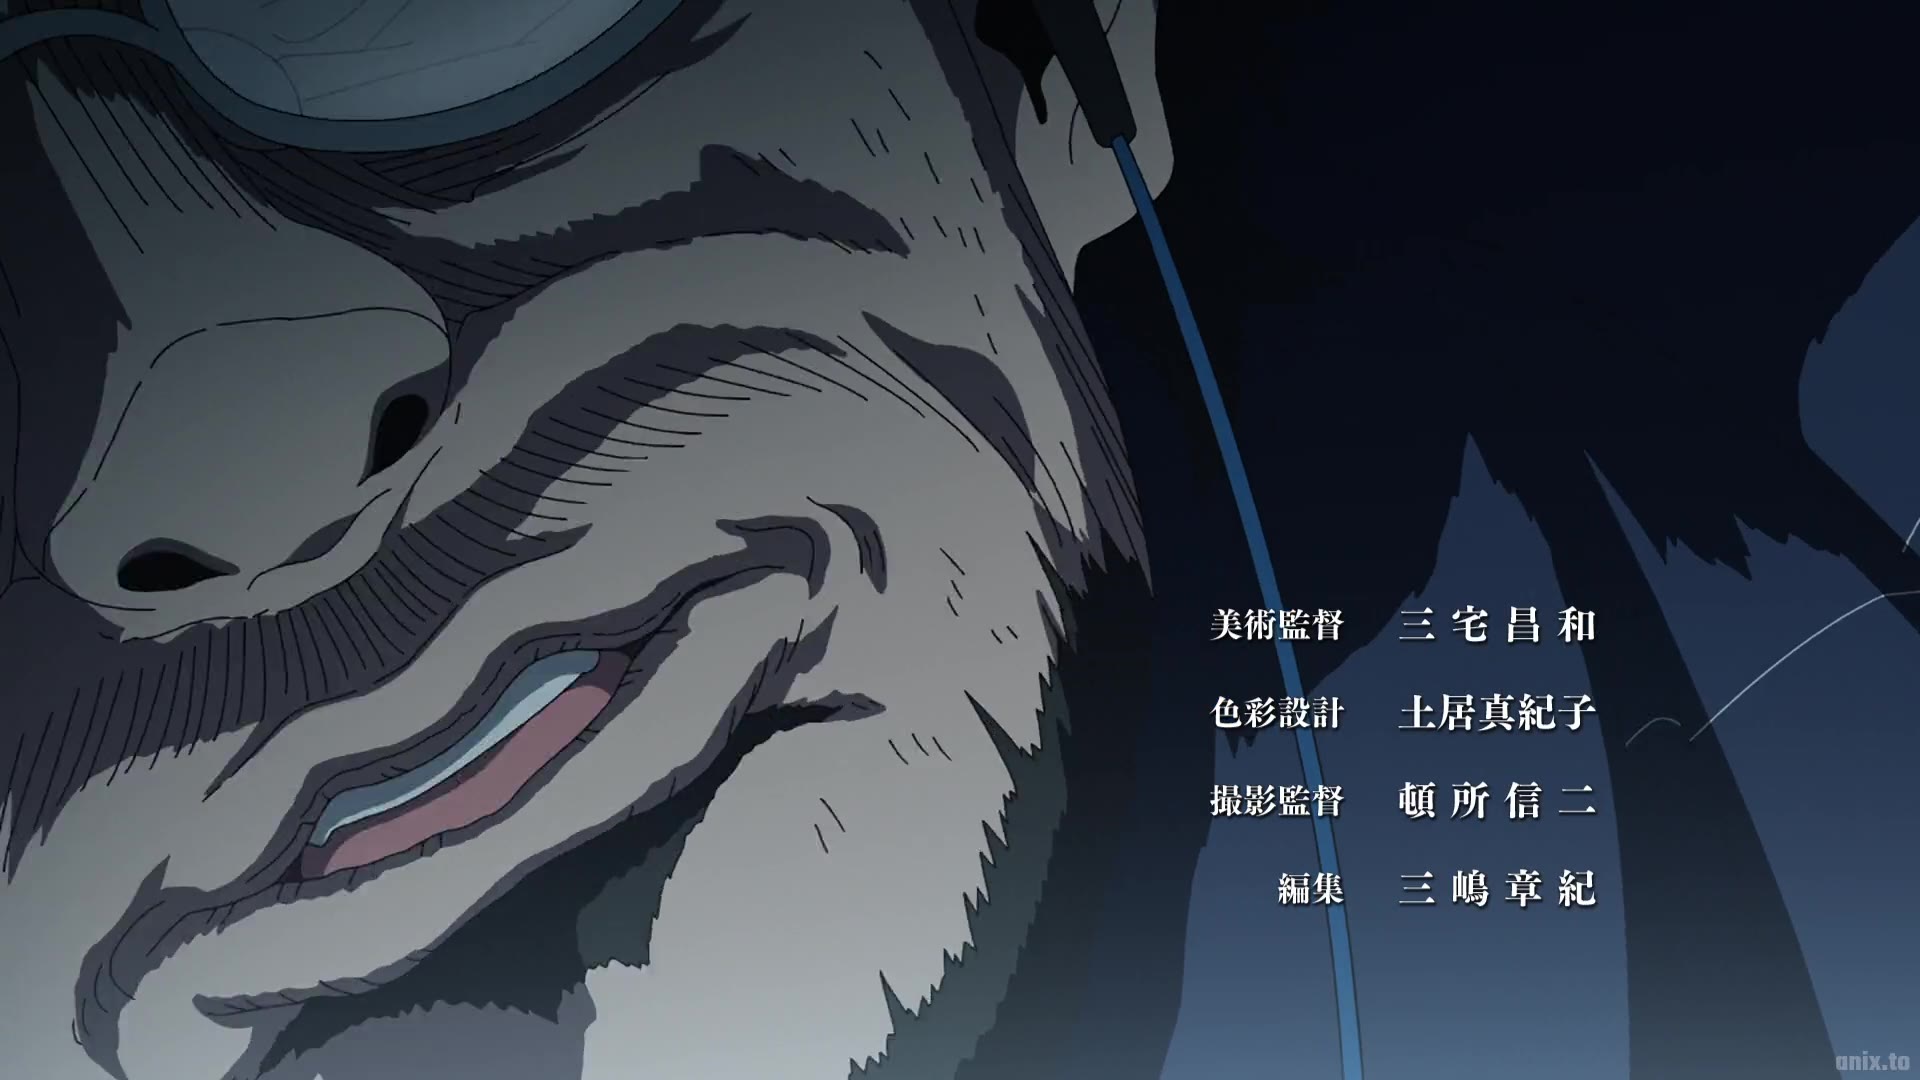 美術監督 三宅昌和
色彩設計 土居真紀子
撮影監督 頓所信二
編集 三嶋章紀
anix.to